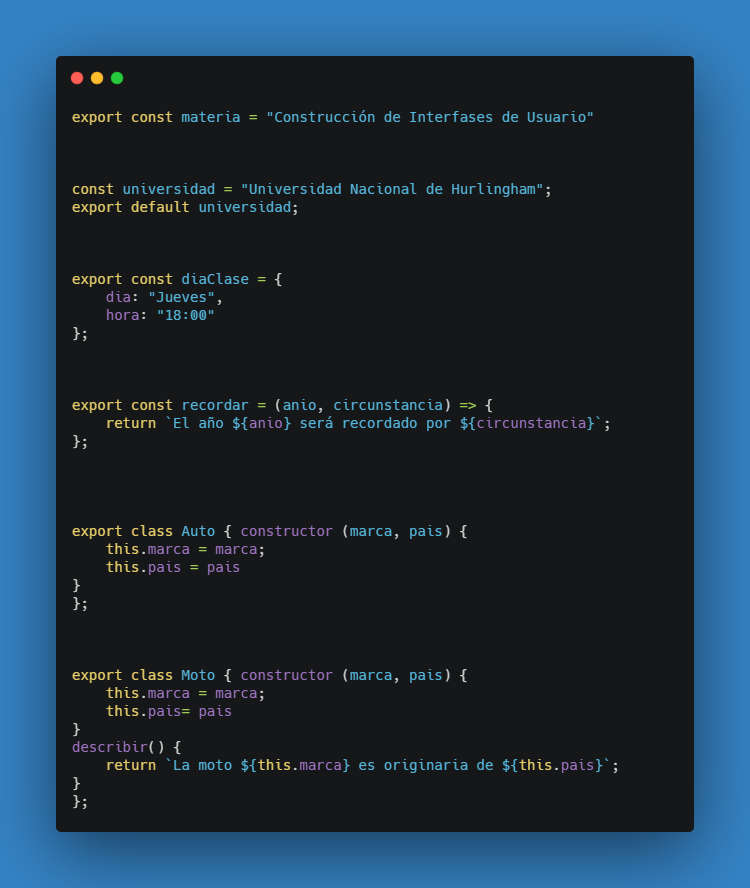 export const materia = "Construcción de Interfases de Usuario"
const universidad = "Universidad Nacional de Hurlingham";
export default universidad;
export const diaClase = {
    dia: "Jueves",
    hora: "18:00"
};
export const recordar = (anio, circunstancia) => {
    return `El año ${anio} será recordado por ${circunstancia}`;
};
export class Auto { constructor (marca, pais) {
    this.marca = marca;
    this.pais = pais
}
};
export class Moto { constructor (marca, pais) {
    this.marca = marca;
    this.pais= pais
}
describir() {
    return `La moto ${this.marca} es originaria de ${this.pais}`;
}
};